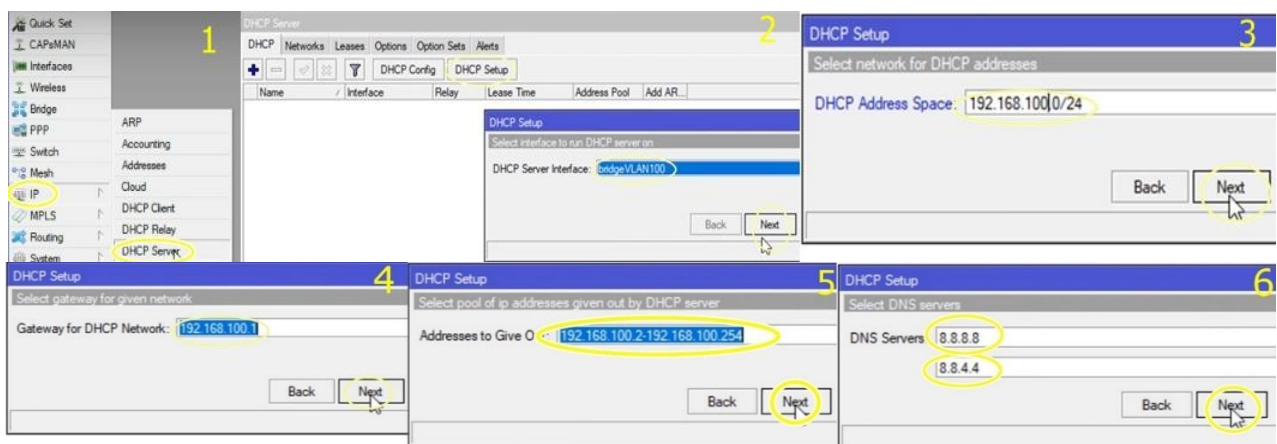 1
Quick Set
CAPsMAN
Interfaces
Wireless
Bridge
PPP
Switch
Mesh
IP
MPLS
Routing
System
ARP
Accounting
Addresses
Cloud
DHCP Client
DHCP Relay
DHCP Server
2
DHCP Server
DHCP Networks Leases Options Option Sets Alerts
DHCP Config DHCP Setup
Name / Interface Relay Lease Time Address Pool Add AR...
DHCP Setup
Select interface to run DHCP server on
DHCP Server Interface: bridgeVLAN100
Back Next
3
DHCP Setup
Select network for DHCP addresses
DHCP Address Space: 192.168.100.0/24
Back Next
4
DHCP Setup
Select gateway for given network
Gateway for DHCP Network: 192.168.100.1
Back Next
5
DHCP Setup
Select pool of ip addresses given out by DHCP server
Addresses to Give O 192.168.100.2-192.168.100.254
Back Next
6
DHCP Setup
Select DNS servers
DNS Servers 8.8.8.8
8.8.4.4
Back Next